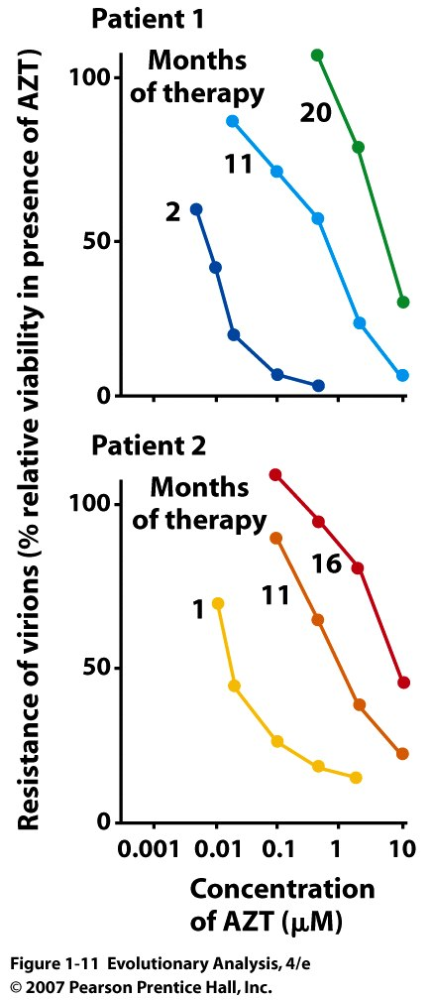 Patient 1
Resistance of virions (% relative viability in presence of AZT)
100
50
0
Months
of therapy
2
11
20
Patient 2
100
50
0
Months
of therapy
1
11
16
0.001 0.01 0.1 1 10
Concentration
of AZT (μM)
Figure 1-11 Evolutionary Analysis, 4/e
© 2007 Pearson Prentice Hall, Inc.